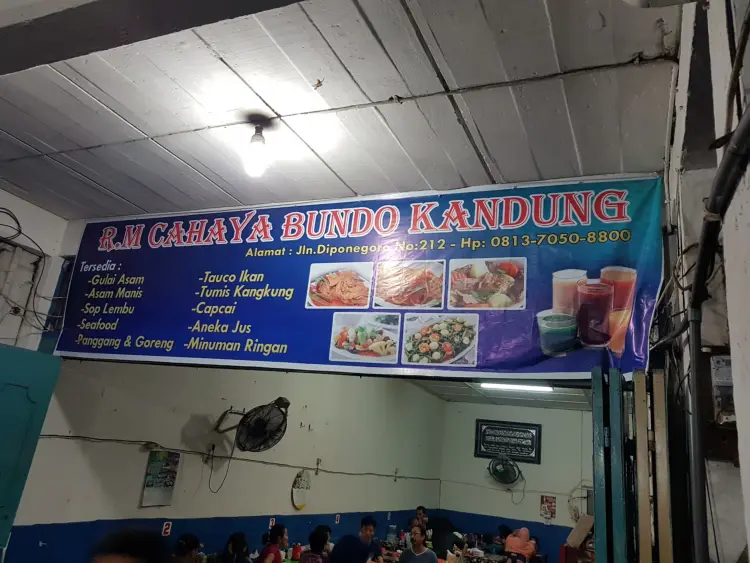 R.M CAHAYA BUNDO KANDUNG
Alamat : Jln.Diponegoro No:212 - Hp: 0813-7050-8800
Tersedia :
-Gulai Asam
-Asam Manis
-Sop Lembu
-Seafood
-Panggang & Goreng
-Tauco Ikan
-Tumis Kangkung
-Capcai
-Aneka Jus
-Minuman Ringan
2